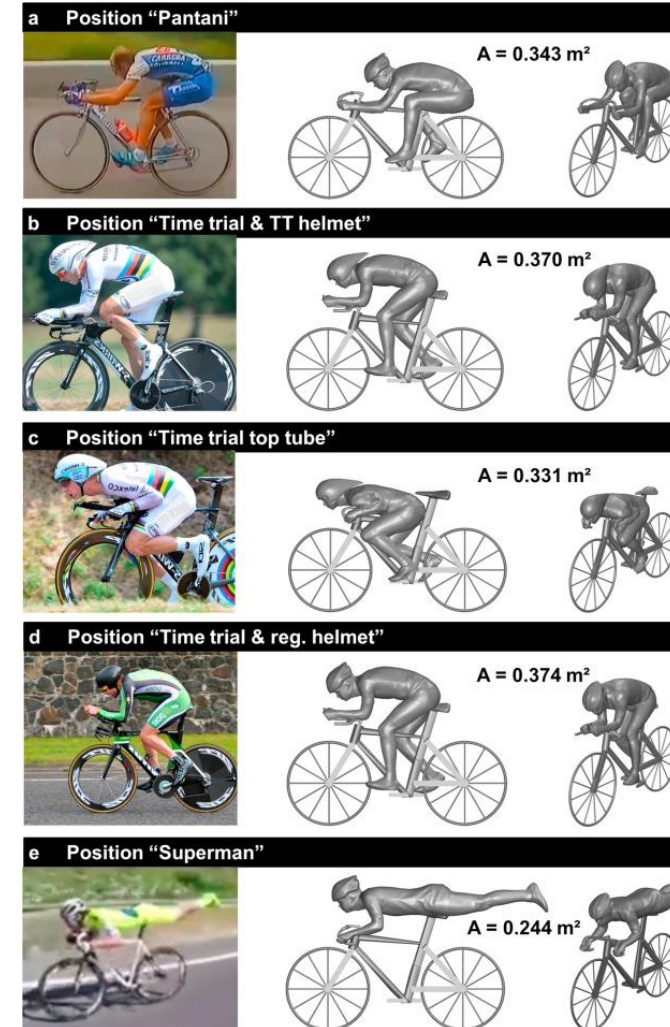 a Position “Pantani”
CARRERA
A = 0.343 m²
b Position “Time trial & TT helmet”
A = 0.370 m²
c Position “Time trial top tube”
A = 0.331 m²
d Position “Time trial & reg. helmet”
A = 0.374 m²
e Position “Superman”
A = 0.244 m²